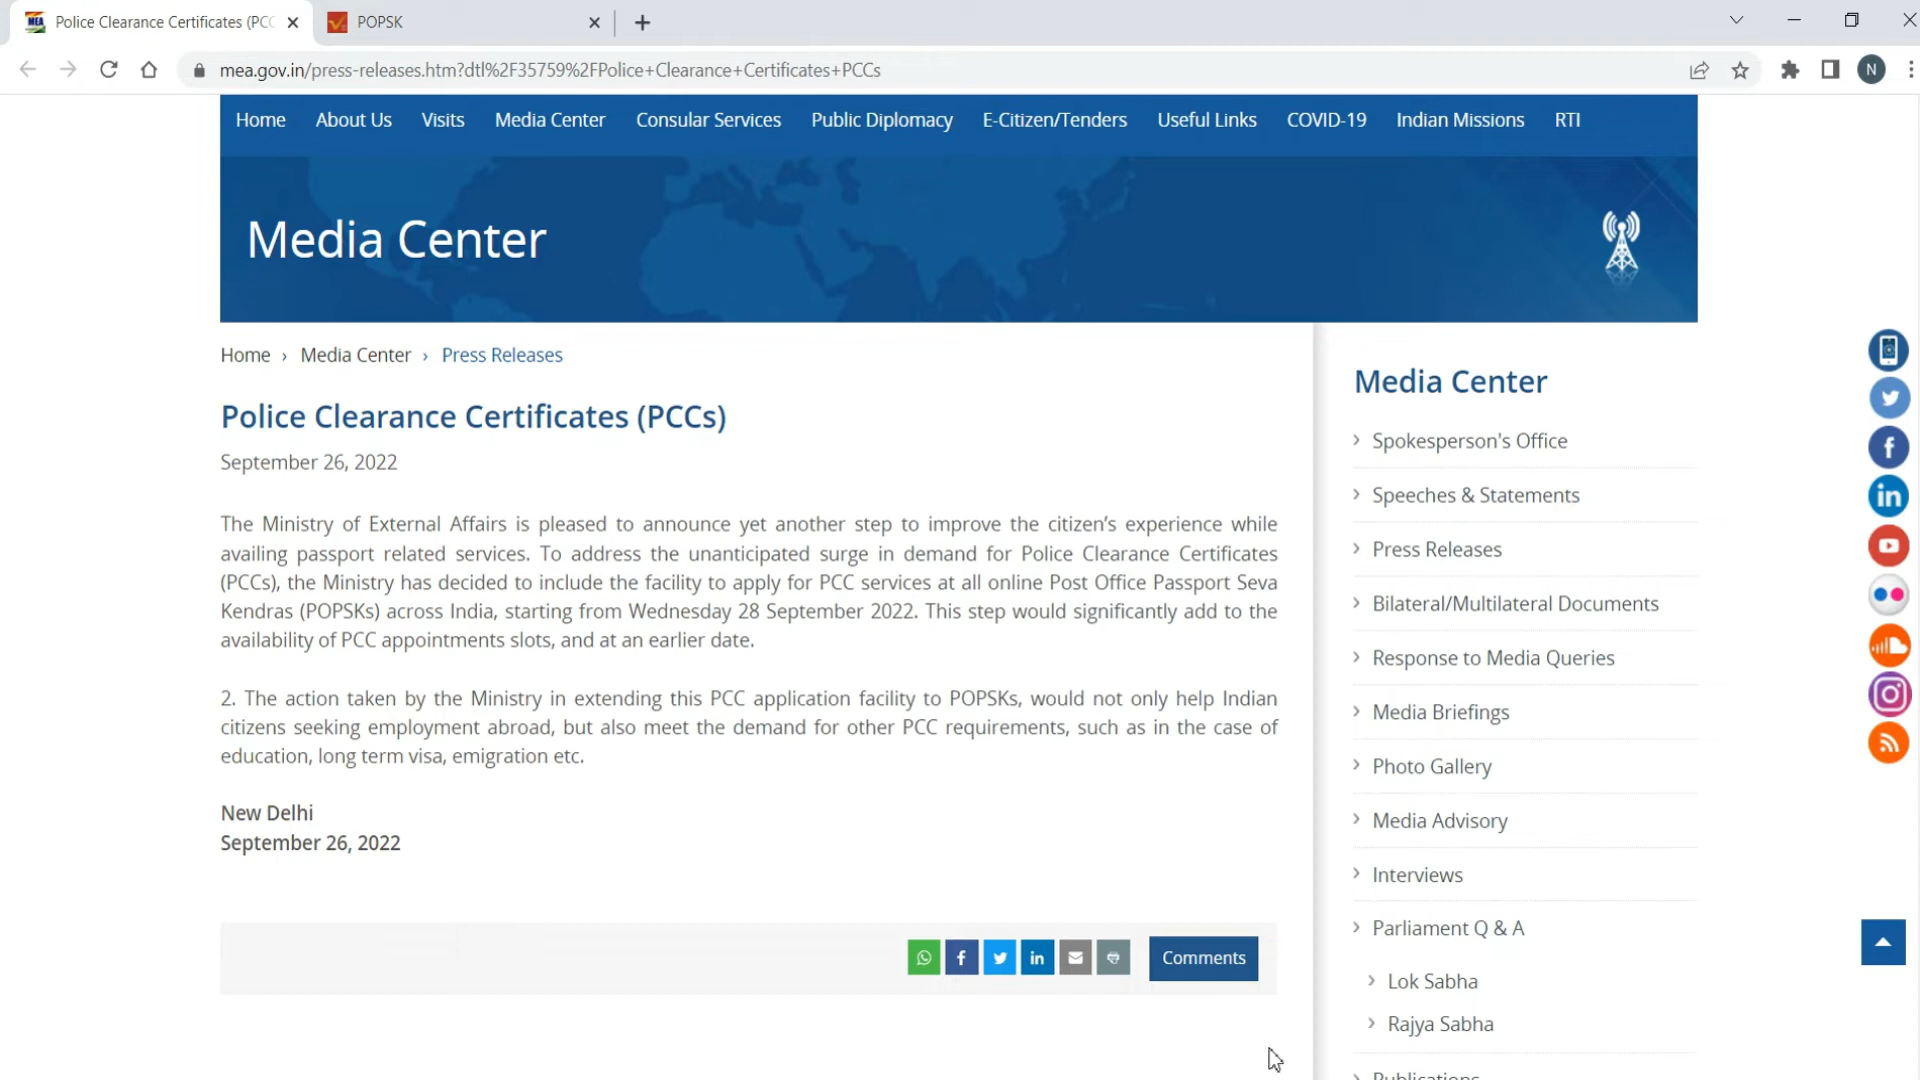 Police Clearance Certificates (PCC
POPSK
mea.gov.in/press-releases.htm?dtl%2F35759%2FPolice+Clearance+Certificates+PCCs
N
Home About Us Visits Media Center Consular Services Public Diplomacy E-Citizen/Tenders Useful Links COVID-19 Indian Missions RTI
Media Center
Home › Media Center › Press Releases
Police Clearance Certificates (PCCs)
September 26, 2022
The Ministry of External Affairs is pleased to announce yet another step to improve the citizen’s experience while
availing passport related services. To address the unanticipated surge in demand for Police Clearance Certificates
(PCCs), the Ministry has decided to include the facility to apply for PCC services at all online Post Office Passport Seva
Kendras (POPSKs) across India, starting from Wednesday 28 September 2022. This step would significantly add to the
availability of PCC appointments slots, and at an earlier date.
2. The action taken by the Ministry in extending this PCC application facility to POPSKs, would not only help Indian
citizens seeking employment abroad, but also meet the demand for other PCC requirements, such as in the case of
education, long term visa, emigration etc.
New Delhi
September 26, 2022
Comments
Media Center
Spokesperson's Office
Speeches & Statements
Press Releases
Bilateral/Multilateral Documents
Response to Media Queries
Media Briefings
Photo Gallery
Media Advisory
Interviews
Parliament Q & A
Lok Sabha
Rajya Sabha
Publications